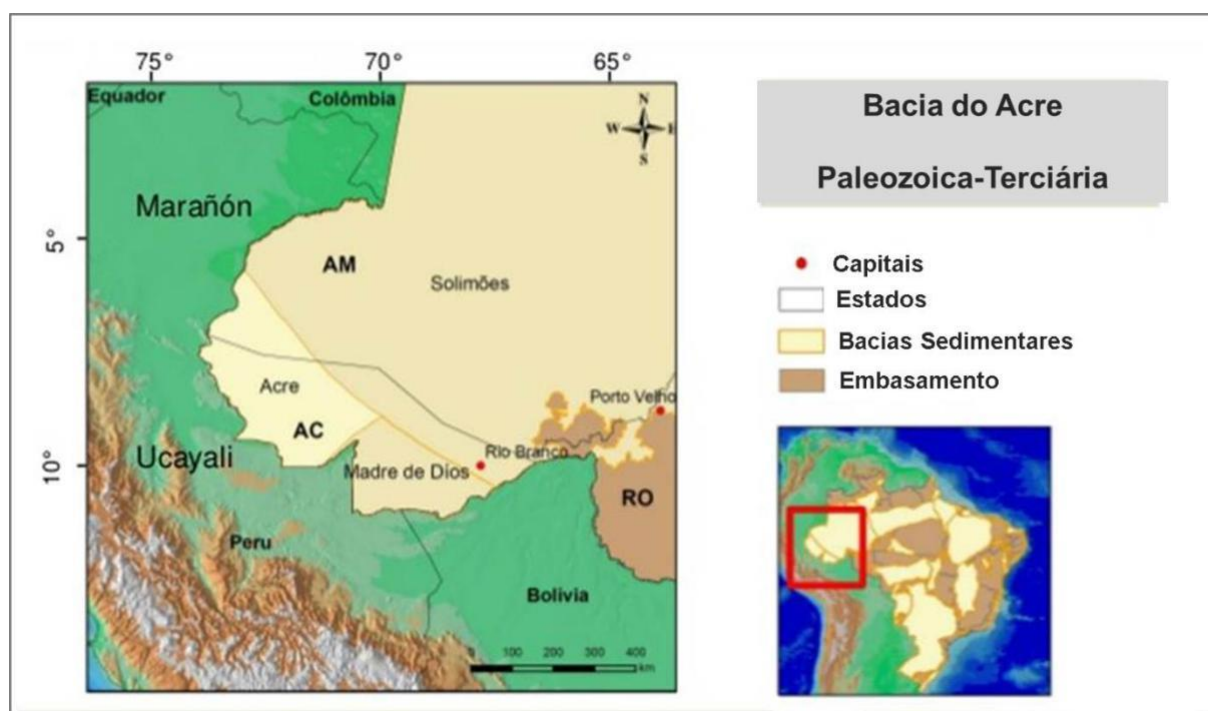 75° 70° 65°
Equador
Colômbia
N
W E
S
Marañón
5°
AM
Solimões
Acre
AC
Porto Velho
Rio Branco
Ucayali
10°
Madre de Díos
RO
Peru
Bolivia
0 100 200 300 400
km
Bacia do Acre
Paleozoica-Terciária
Capitais
Estados
Bacias Sedimentares
Embasamento